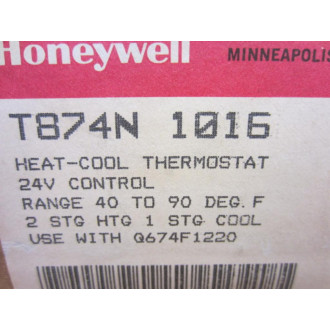 Honeywell MINNEAPOLIS
T874N 1016
HEAT-COOL THERMOSTAT
24V CONTROL
RANGE 40 TO 90 DEG.F
2 STG HTG 1 STG COOL
USE WITH Q674F1220